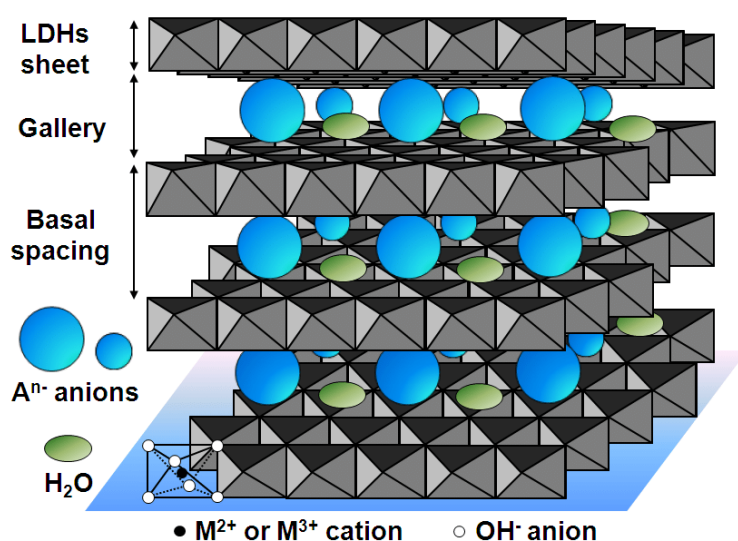 LDHs
sheet
Gallery
Basal
spacing
Aⁿ⁻ anions
H₂O
M²⁺ or M³⁺ cation
OH⁻ anion